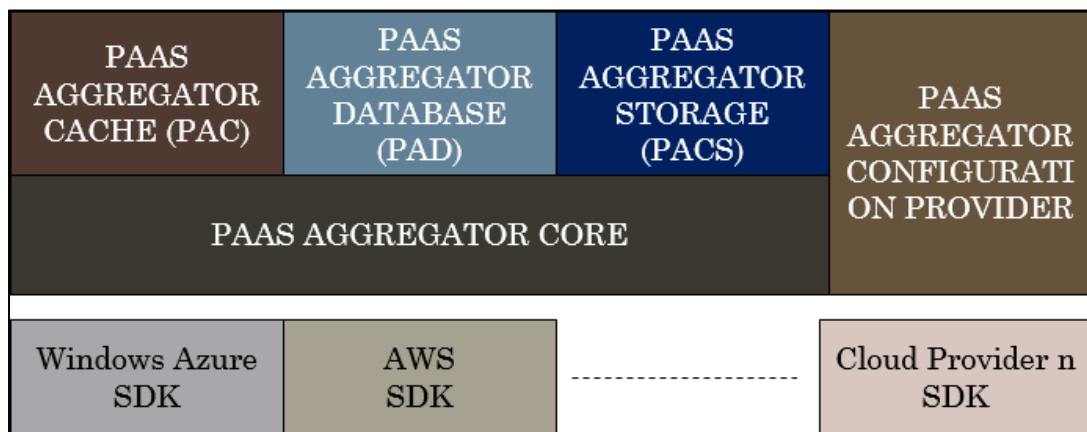 PAAS
AGGREGATOR
CACHE (PAC)
PAAS
AGGREGATOR
DATABASE
(PAD)
PAAS
AGGREGATOR
STORAGE
(PACS)
PAAS
AGGREGATOR
CONFIGURATI
ON PROVIDER
PAAS AGGREGATOR CORE
Windows Azure
SDK
AWS
SDK
Cloud Provider n
SDK